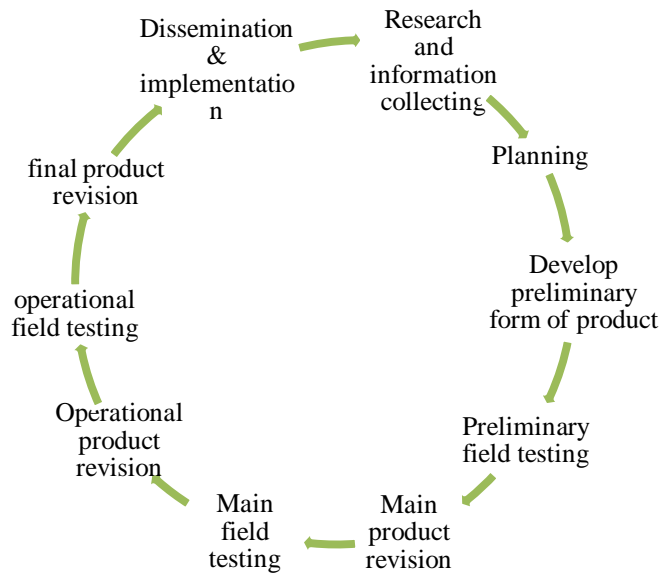 Research
and
information
collecting
Planning
Develop
preliminary
form of product
Preliminary
field testing
Main
product
revision
Main
field
testing
Operational
product
revision
operational
field testing
final product
revision
Dissemination
&
implementatio
n